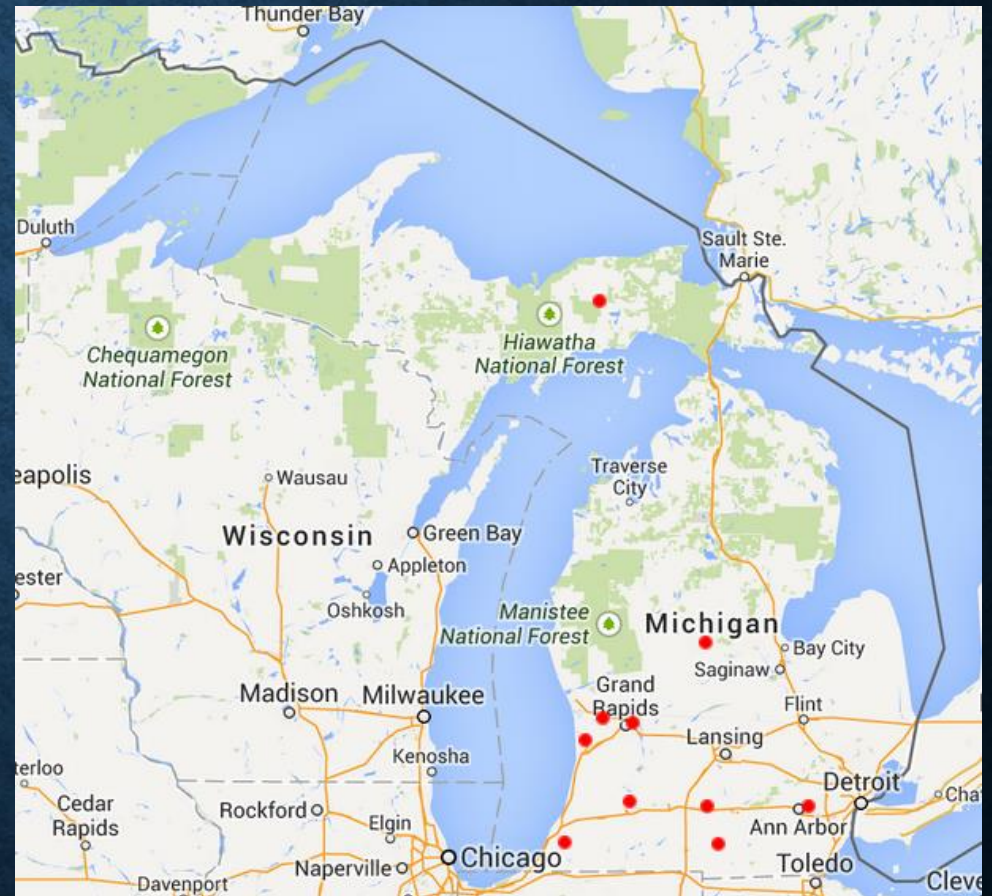 Thunder Bay
Duluth
Sault Ste.
Marie
Chequamegon
National Forest
Hiawatha
National Forest
eapolis
Wausau
Traverse
City
Wisconsin
Green Bay
Appleton
ester
Oshkosh
Manistee
National Forest
Michigan
Bay City
Saginaw
Grand
Rapids
Madison
Milwaukee
Flint
Lansing
Kenosha
terloo
Detroit
Cha
Cedar
Rapids
Rockford
Elgin
Ann Arbor
Chicago
Naperville
Toledo
Davenport
Cleve